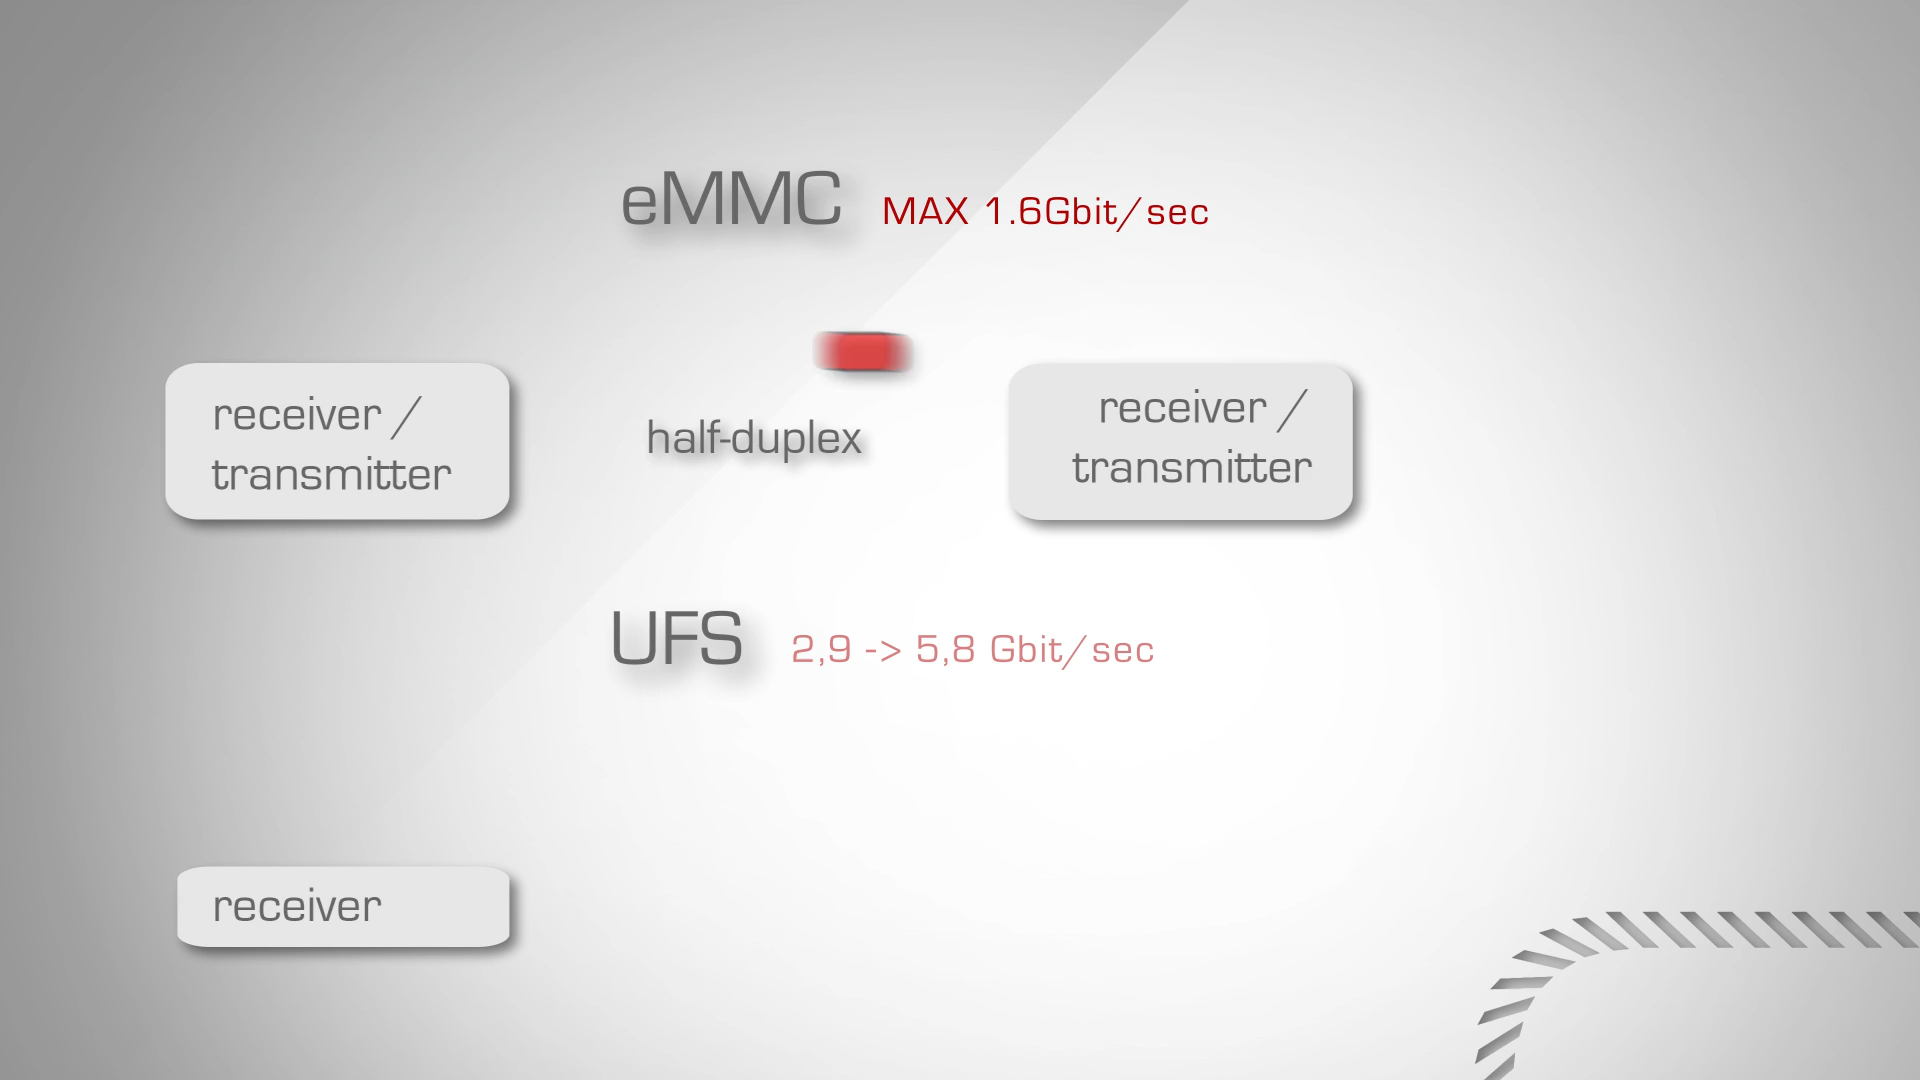 eMMC MAX 1.6Gbit/sec
receiver /
transmitter
half-duplex
receiver /
transmitter
UFS 2,9 -> 5,8 Gbit/sec
receiver